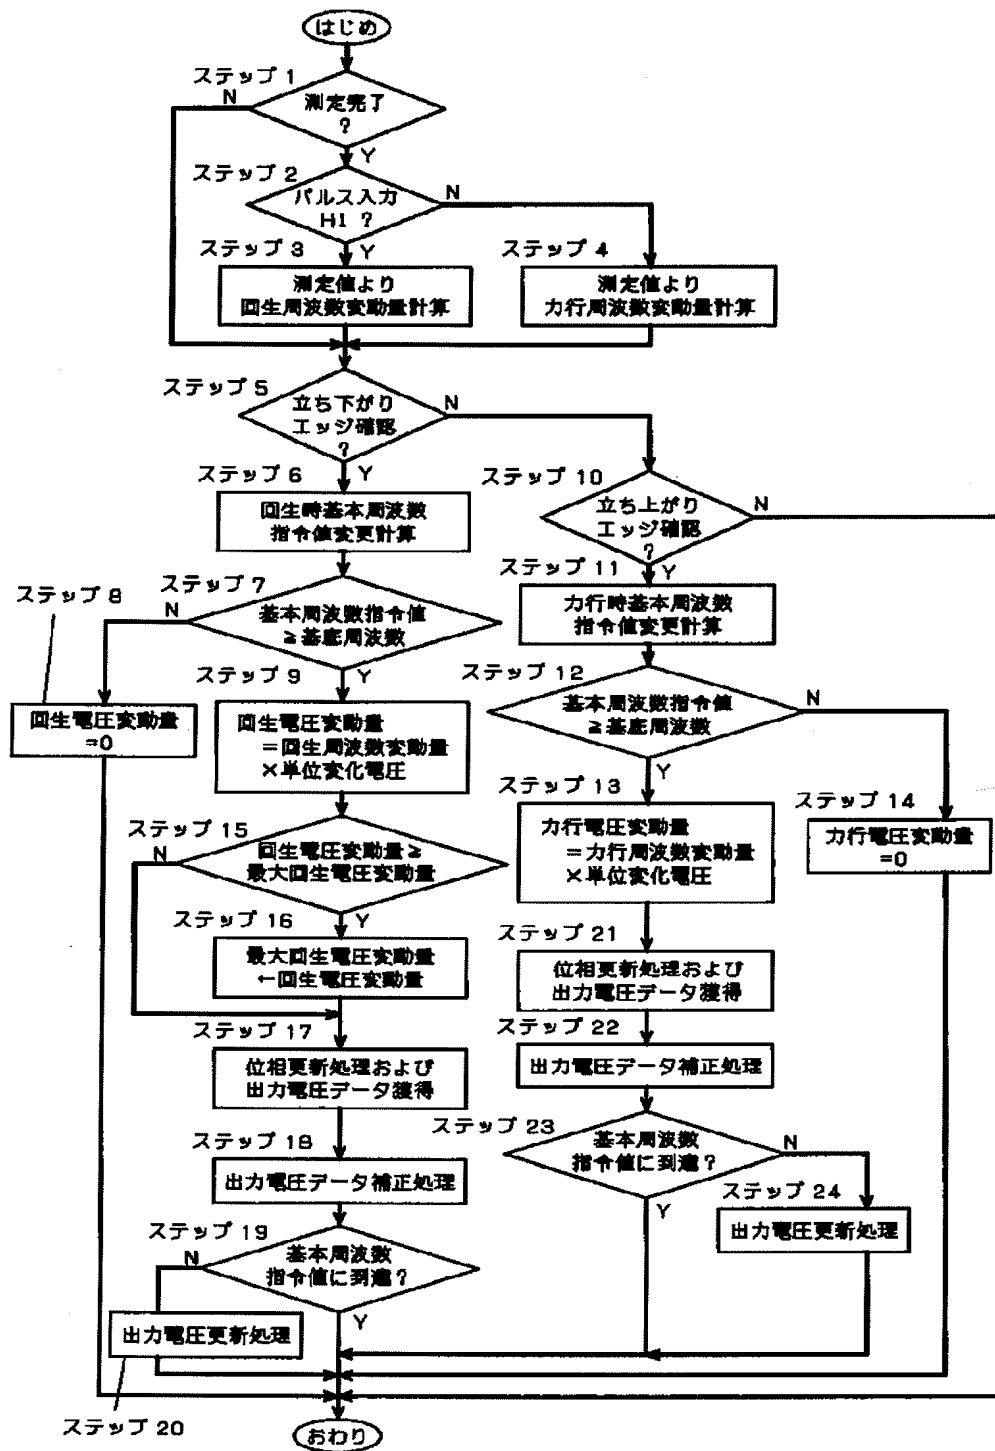 はじめ
ステップ 1
測定完了
?
N
Y
ステップ 2
パルス入力
HI ?
N
Y
ステップ 3
測定値より
回生周波数変動量計算
ステップ 4
測定値より
力行周波数変動量計算
ステップ 5
立ち下がり
エッジ確認
?
N
Y
ステップ 6
回生時基本周波数
指令値変更計算
ステップ 10
立ち上がり
エッジ確認
?
N
Y
ステップ 7
基本周波数指令値
≧基底周波数
N
Y
ステップ 8
回生電圧変動量
=0
ステップ 11
力行時基本周波数
指令値変更計算
ステップ 9
回生電圧変動量
=回生周波数変動量
×単位変化電圧
ステップ 12
基本周波数指令値
≧基底周波数
N
Y
ステップ 13
力行電圧変動量
=力行周波数変動量
×単位変化電圧
ステップ 14
力行電圧変動量
=0
ステップ 15
回生電圧変動量≧
最大回生電圧変動量
N
Y
ステップ 16
最大回生電圧変動量
←回生電圧変動量
ステップ 21
位相更新処理および
出力電圧データ獲得
ステップ 17
位相更新処理および
出力電圧データ獲得
ステップ 22
出力電圧データ補正処理
ステップ 18
出力電圧データ補正処理
ステップ 23
基本周波数
指令値に到達?
N
Y
ステップ 24
出力電圧更新処理
ステップ 19
基本周波数
指令値に到達?
N
Y
出力電圧更新処理
ステップ 20
おわり